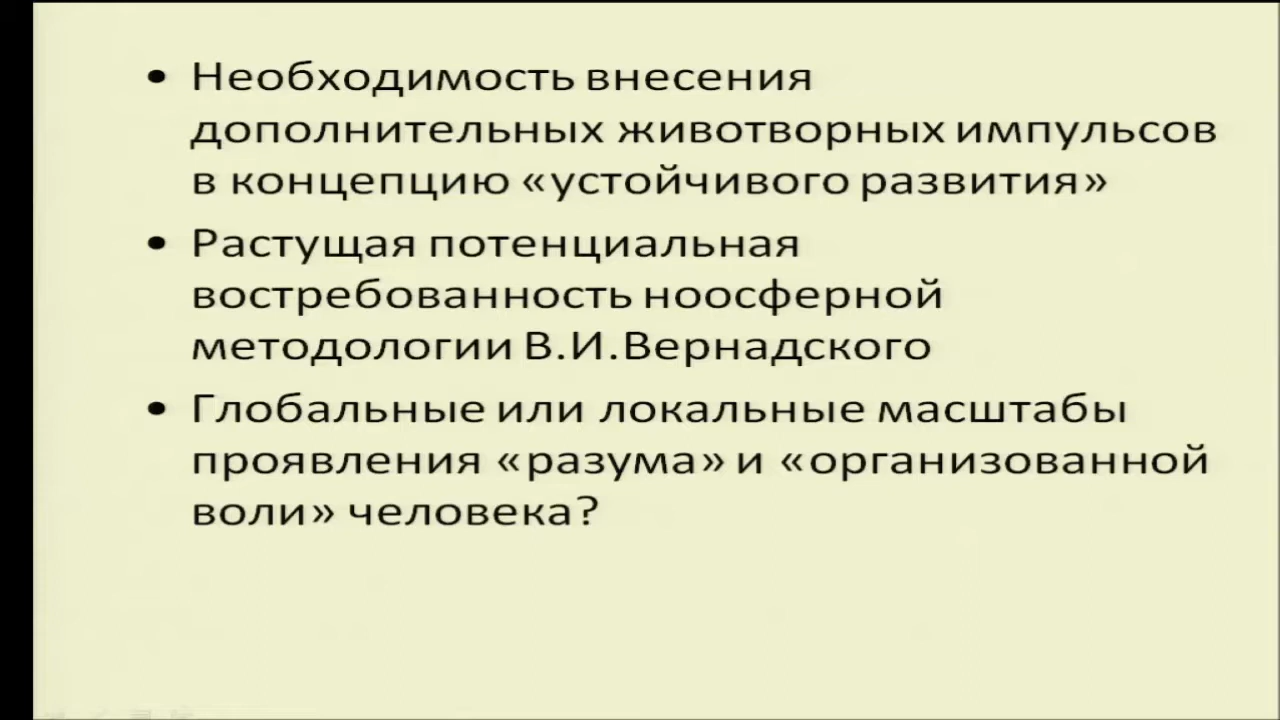 • Необходимость внесения
дополнительных животворных импульсов
в концепцию «устойчивого развития»
• Растущая потенциальная
востребованность ноосферной
методологии В.И.Вернадского
• Глобальные или локальные масштабы
проявления «разума» и «организованной
воли» человека?